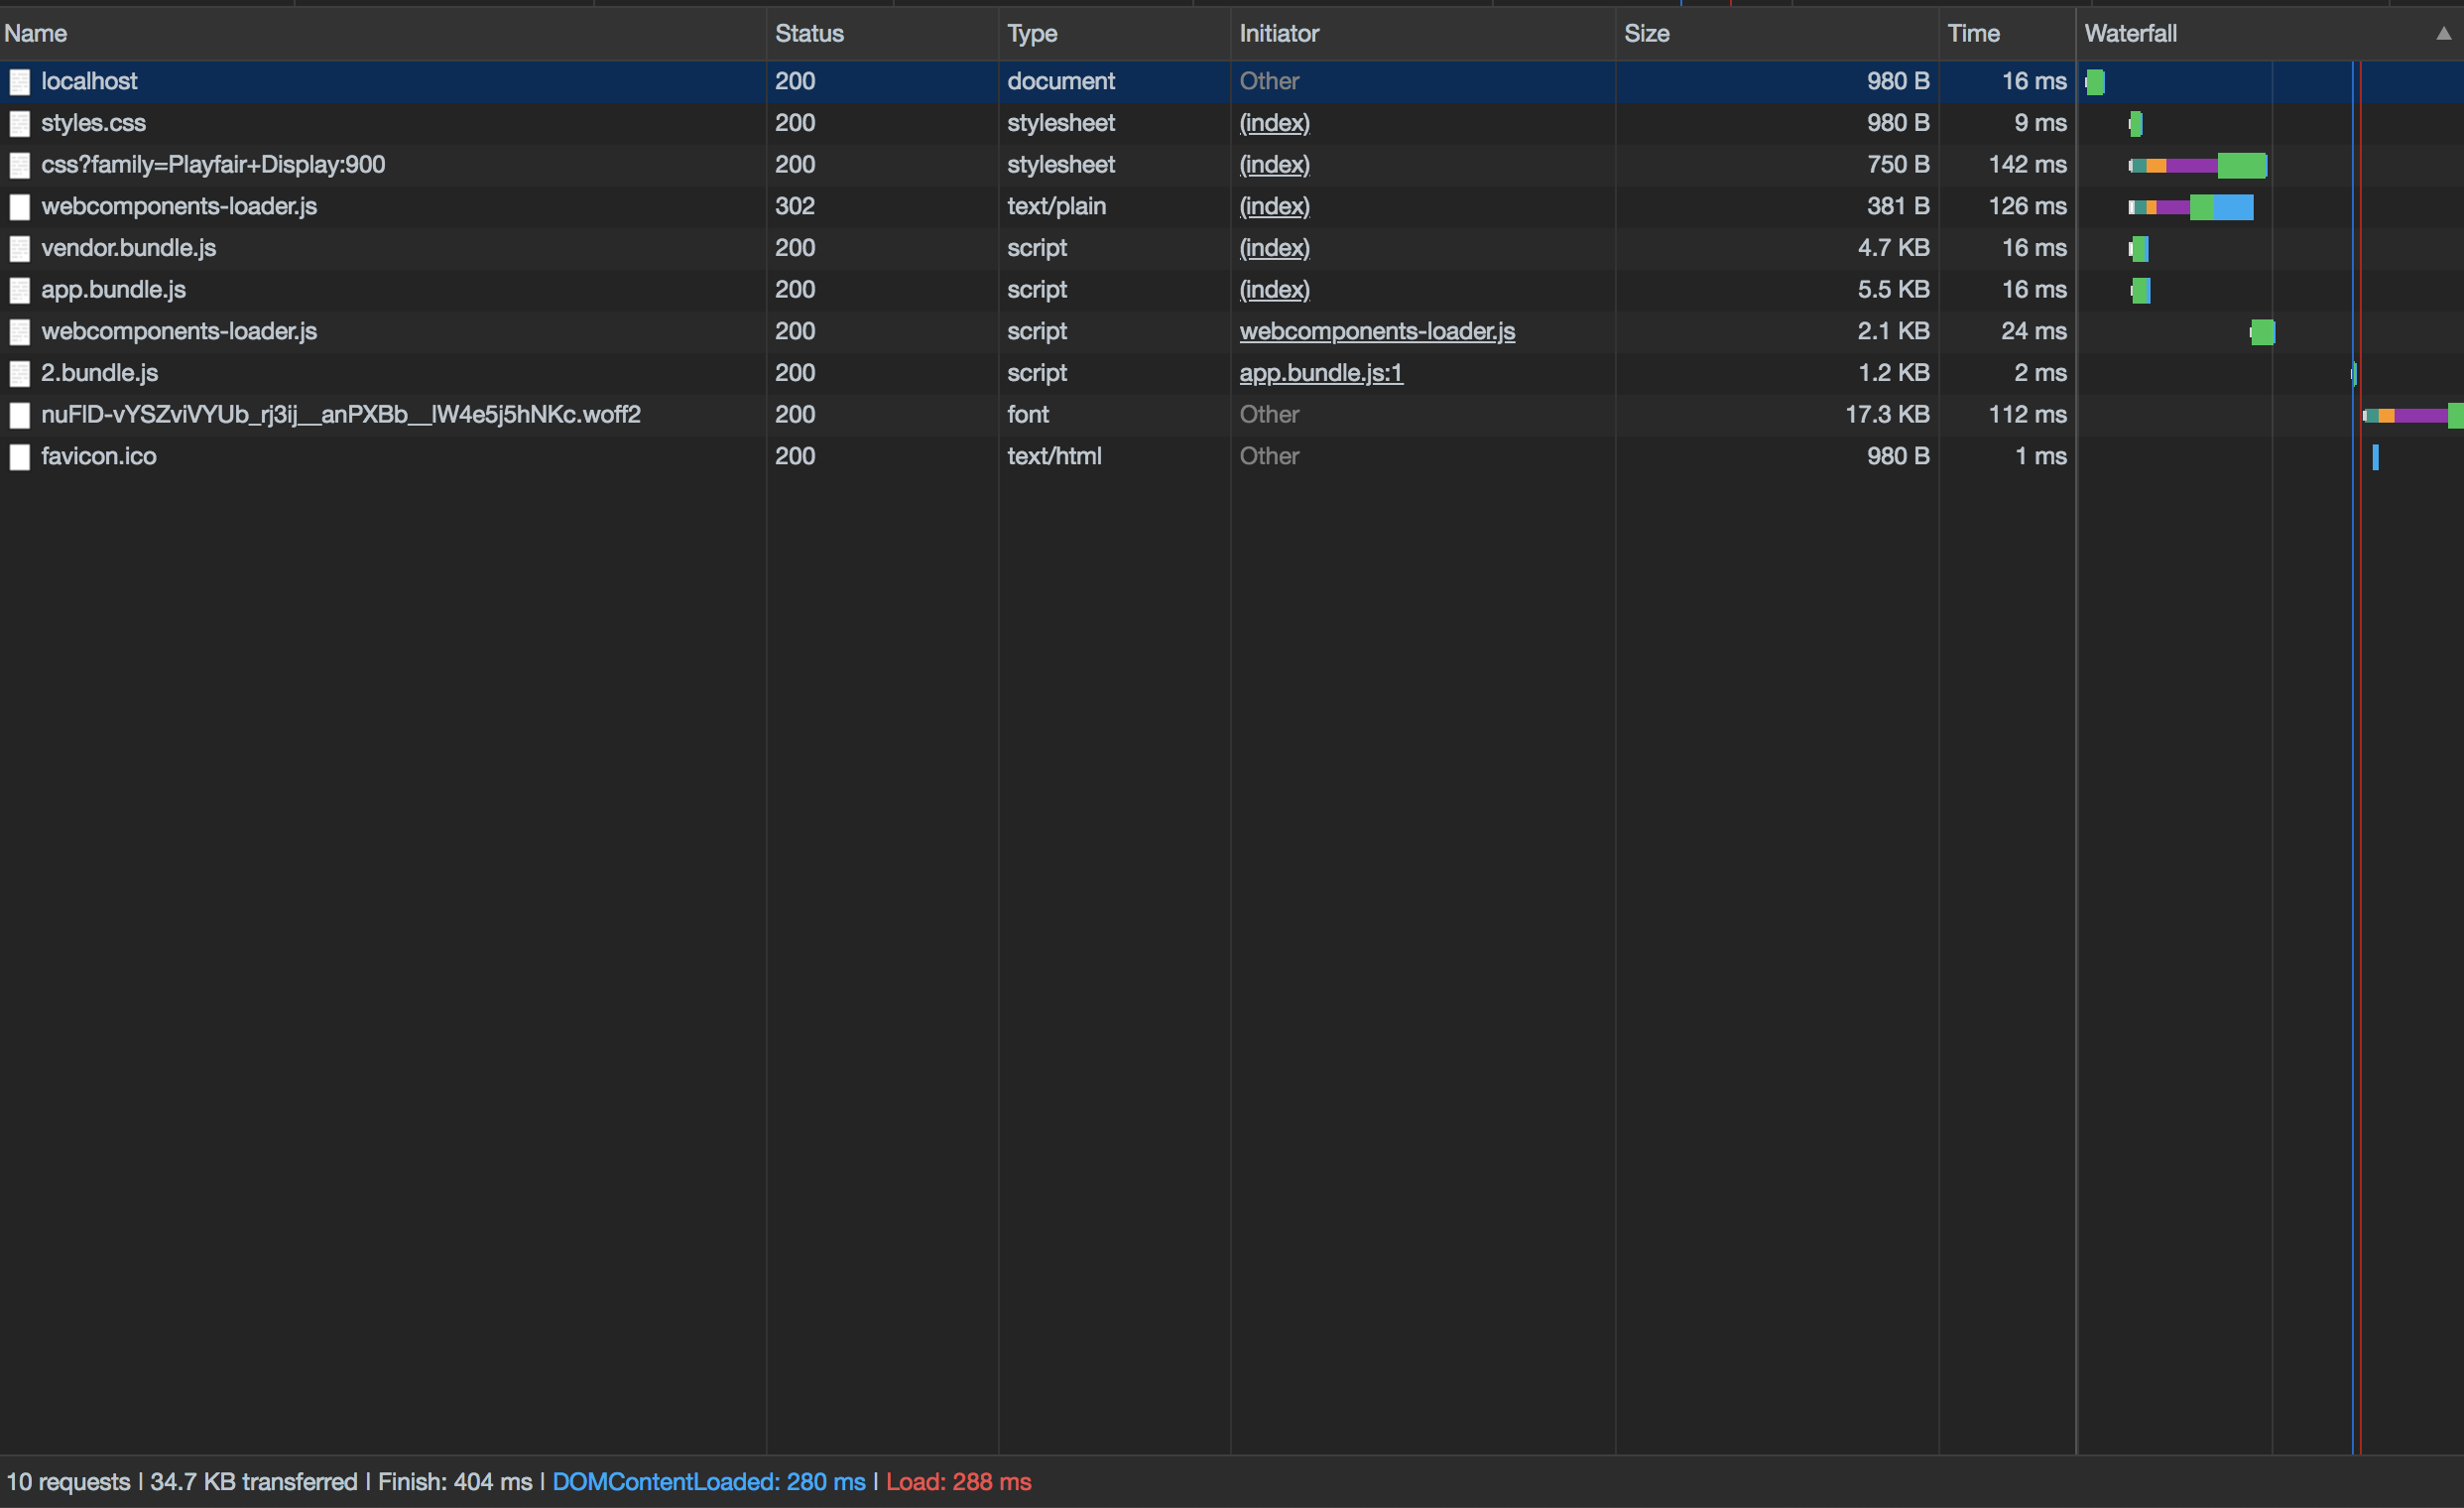 Name Status Type Initiator Size Time Waterfall ▲
localhost 200 document Other 980 B 16 ms
styles.css 200 stylesheet (index) 980 B 9 ms
css?family=Playfair+Display:900 200 stylesheet (index) 750 B 142 ms
webcomponents-loader.js 302 text/plain (index) 381 B 126 ms
vendor.bundle.js 200 script (index) 4.7 KB 16 ms
app.bundle.js 200 script (index) 5.5 KB 16 ms
webcomponents-loader.js 200 script webcomponents-loader.js 2.1 KB 24 ms
2.bundle.js 200 script app.bundle.js:1 1.2 KB 2 ms
nuFlD-vYSZviVYUb_rj3ij__anPXBb__lW4e5j5hNKc.woff2 200 font Other 17.3 KB 112 ms
favicon.ico 200 text/html Other 980 B 1 ms
10 requests | 34.7 KB transferred | Finish: 404 ms | DOMContentLoaded: 280 ms | Load: 288 ms